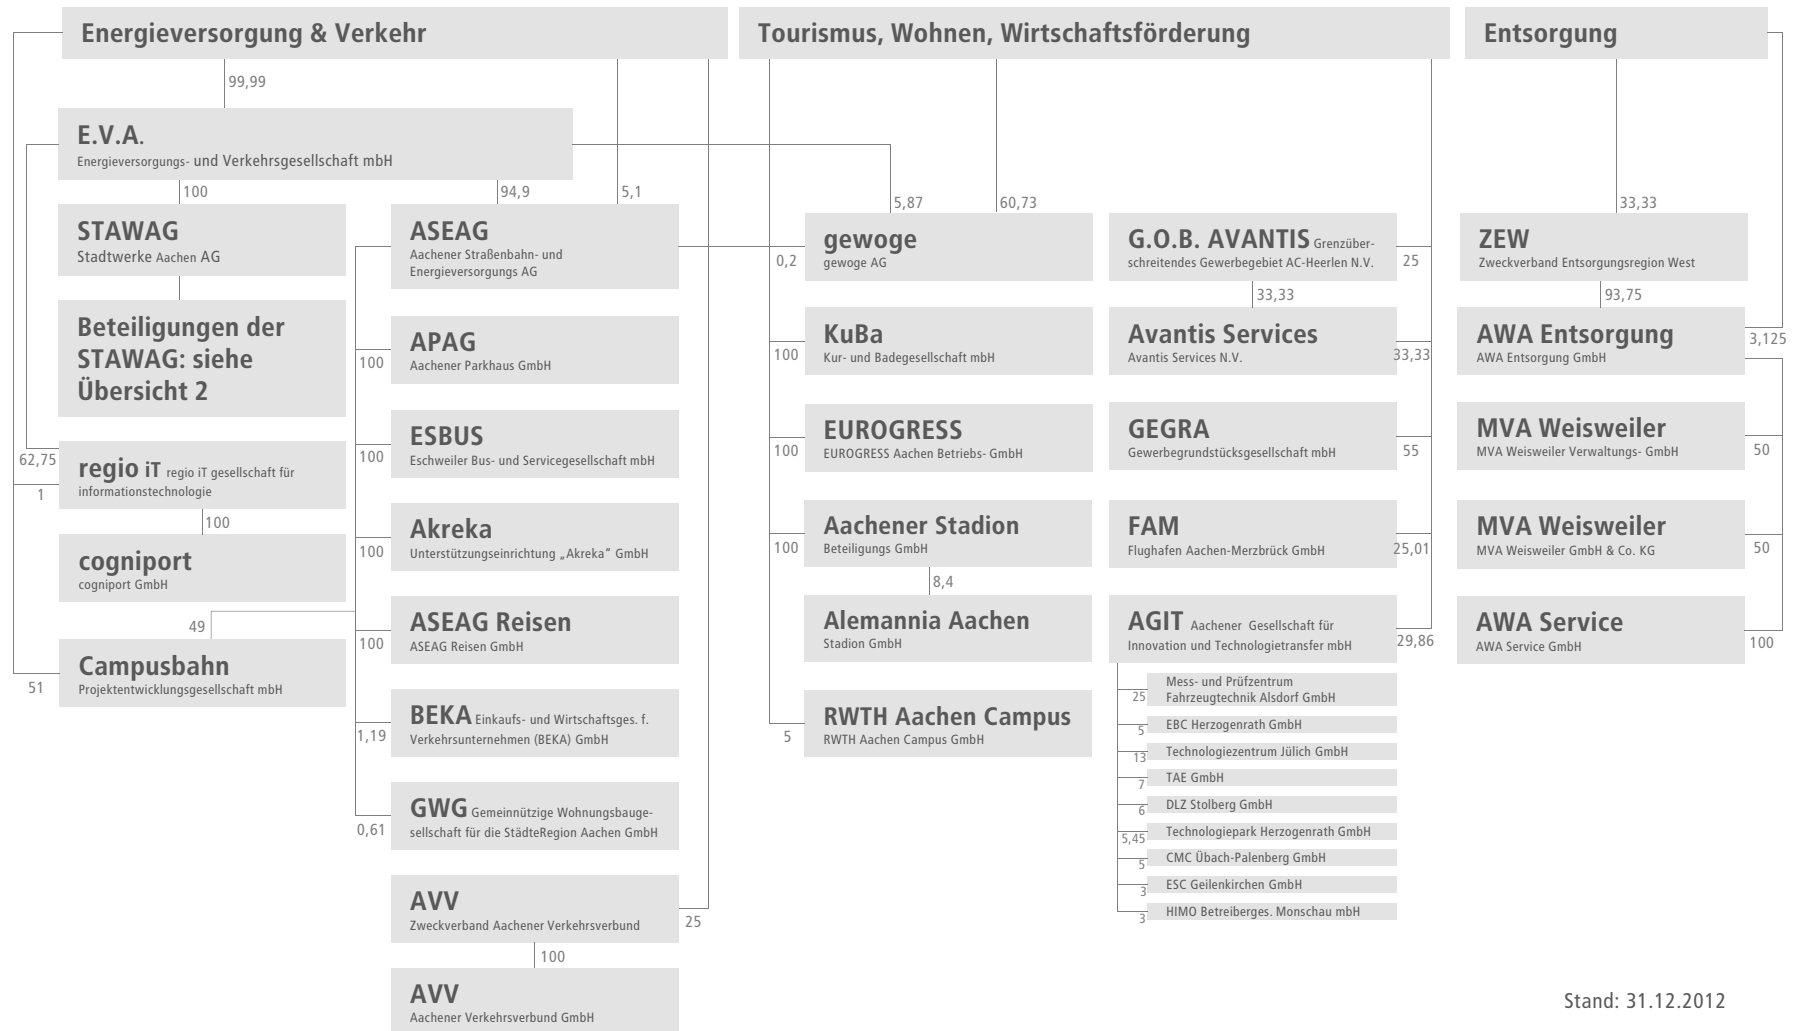 Energieversorgung & Verkehr
99,99
E.V.A.
Energieversorgungs- und Verkehrsgesellschaft mbH
100
94,9
5,1
STAWAG
Stadtwerke Aachen AG
Beteiligungen der
STAWAG: siehe
Übersicht 2
62,75
regio iT regio iT gesellschaft für
informationstechnologie
1
100
cogniport
cogniport GmbH
49
Campusbahn
Projektentwicklungsgesellschaft mbH
51
ASEAG
Aachener Straßenbahn- und
Energieversorgungs AG
APAG
Aachener Parkhaus GmbH
100
ESBUS
Eschweiler Bus- und Servicegesellschaft mbH
100
Akreka
Unterstützungseinrichtung „Akreka“ GmbH
100
ASEAG Reisen
ASEAG Reisen GmbH
100
BEKA Einkaufs- und Wirtschaftsges. f.
Verkehrsunternehmen (BEKA) GmbH
1,19
GWG Gemeinnützige Wohnungsbauge-
sellschaft für die StädteRegion Aachen GmbH
0,61
AVV
Zweckverband Aachener Verkehrsverbund
25
100
AVV
Aachener Verkehrsverbund GmbH
Tourismus, Wohnen, Wirtschaftsförderung
5,87
60,73
gewoge
gewoge AG
0,2
KuBa
Kur- und Badegesellschaft mbH
100
EUROGRESS
EUROGRESS Aachen Betriebs- GmbH
100
Aachener Stadion
Beteiligungs GmbH
100
8,4
Alemannia Aachen
Stadion GmbH
RWTH Aachen Campus
RWTH Aachen Campus GmbH
5
G.O.B. AVANTIS Grenzüber-
schreitendes Gewerbegebiet AC-Heerlen N.V.
25
33,33
Avantis Services
Avantis Services N.V.
33,33
GEGRA
Gewerbegrundstücksgesellschaft mbH
55
FAM
Flughafen Aachen-Merzbrück GmbH
25,01
AGIT Aachener Gesellschaft für
Innovation und Technologietransfer mbH
29,86
Mess- und Prüfzentrum
Fahrzeugtechnik Alsdorf GmbH
25
EBC Herzogenrath GmbH
5
Technologiezentrum Jülich GmbH
13
TAE GmbH
7
DLZ Stolberg GmbH
6
Technologiepark Herzogenrath GmbH
5,45
CMC Übach-Palenberg GmbH
5
ESC Geilenkirchen GmbH
3
HIMO Betreiberges. Monschau mbH
3
Entsorgung
33,33
ZEW
Zweckverband Entsorgungsregion West
93,75
AWA Entsorgung
AWA Entsorgung GmbH
3,125
MVA Weisweiler
MVA Weisweiler Verwaltungs- GmbH
50
MVA Weisweiler
MVA Weisweiler GmbH & Co. KG
50
AWA Service
AWA Service GmbH
100
Stand: 31.12.2012